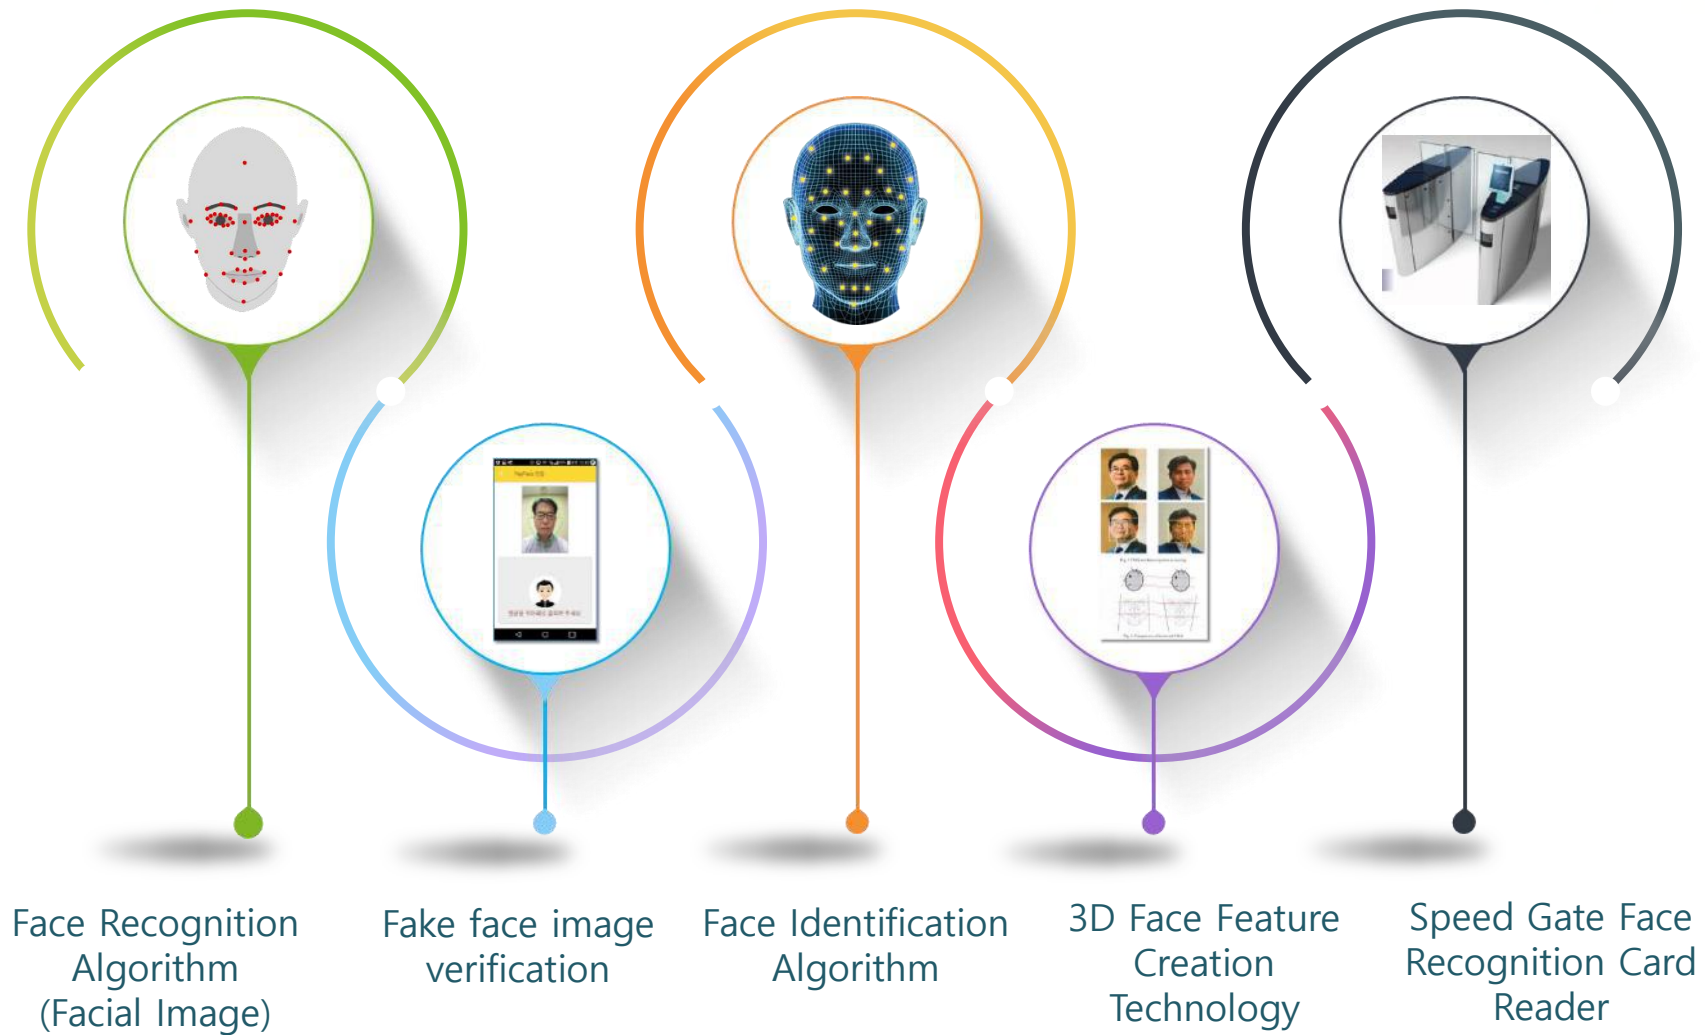 Face Recognition
Algorithm
(Facial Image)
Fake face image
verification
Face Identification
Algorithm
3D Face Feature
Creation
Technology
Speed Gate Face
Recognition Card
Reader